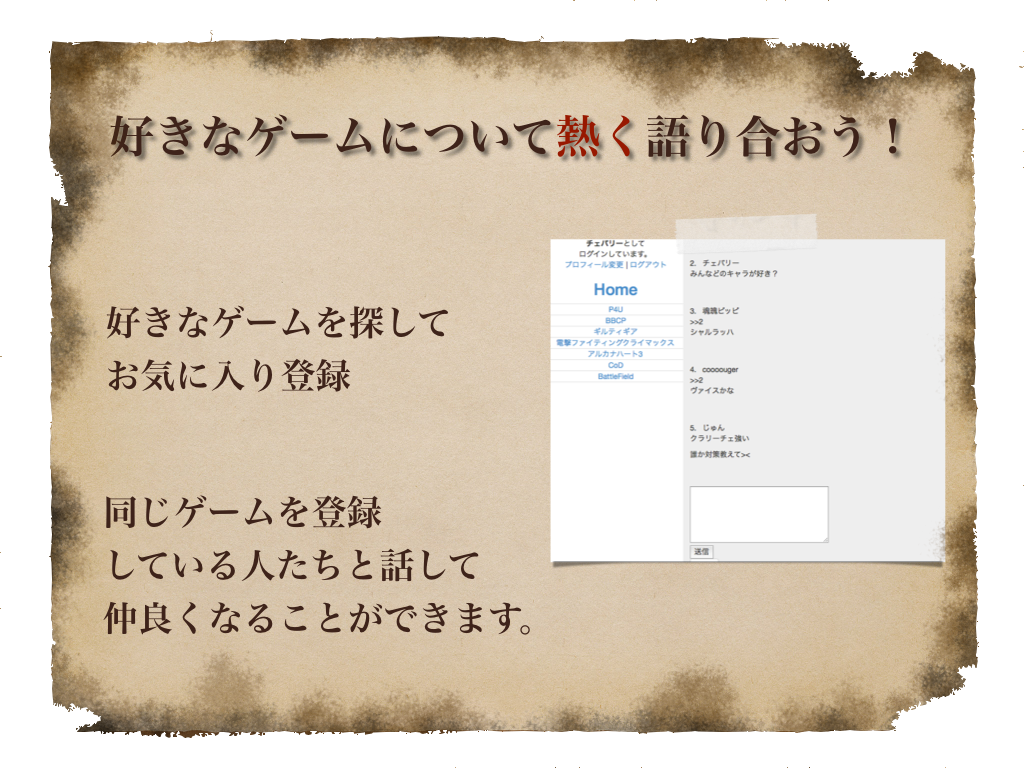 好きなゲームについて熱く語り合おう！
好きなゲームを探して
お気に入り登録
同じゲームを登録
している人たちと話して
仲良くなることができます。
チェバリーとして
ログインしています。
プロフィール変更 | ログアウト
Home
P4U
BBCP
ギルティギア
電撃ファイティングクライマックス
アルカナハート3
CoD
BattleField
2. チェバリー
みんなどのキャラが好き？
3. 魂魄ピッピ
>>2
シャルラッハ
4. coooouger
>>2
ヴァイスかな
5. じゅん
クラリーチェ強い
誰か対策教えて><
送信